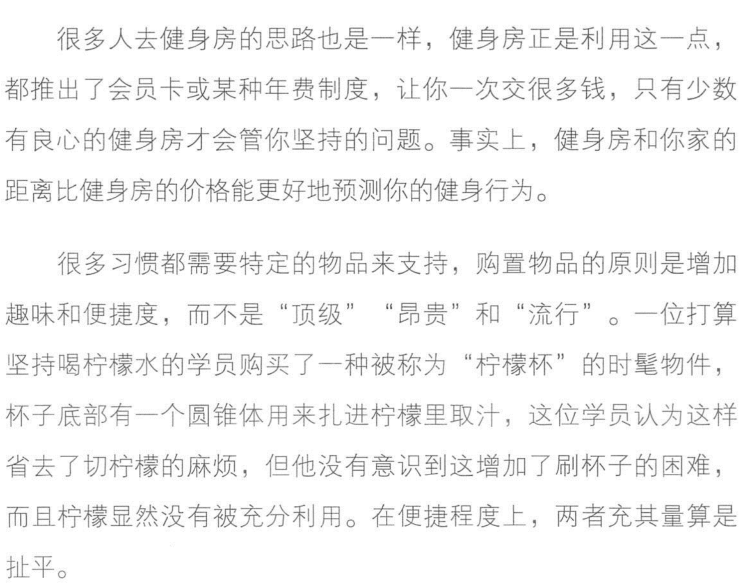 很多人去健身房的思路也是一样，健身房正是利用这一点，
都推出了会员卡或某种年费制度，让你一次交很多钱，只有少数
有良心的健身房才会管你坚持的问题。事实上，健身房和你家的
距离比健身房的价格能更好地预测你的健身行为。
很多习惯都需要特定的物品来支持，购置物品的原则是增加
趣味和便捷度，而不是“顶级”“昂贵”和“流行”。一位打算
坚持喝柠檬水的学员购买了一种被称为“柠檬杯”的时髦物件，
杯子底部有一个圆锥体用来扎进柠檬里取汁，这位学员认为这样
省去了切柠檬的麻烦，但他没有意识到这增加了刷杯子的困难，
而且柠檬显然没有被充分利用。在便捷程度上，两者充其量算是
扯平。